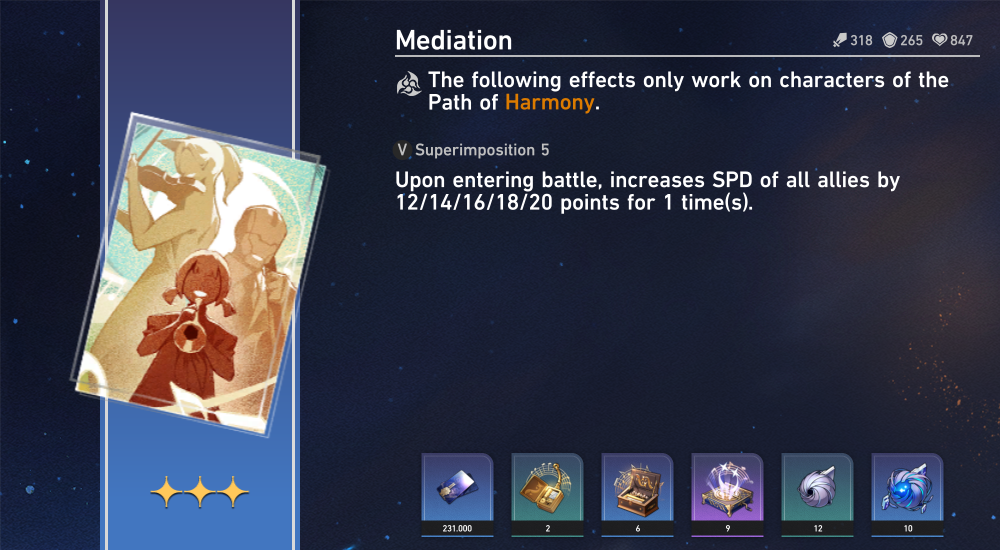 Mediation
318 265 847
The following effects only work on characters of the
Path of Harmony.
V Superimposition 5
Upon entering battle, increases SPD of all allies by
12/14/16/18/20 points for 1 time(s).
231.000 2 6 9 12 10